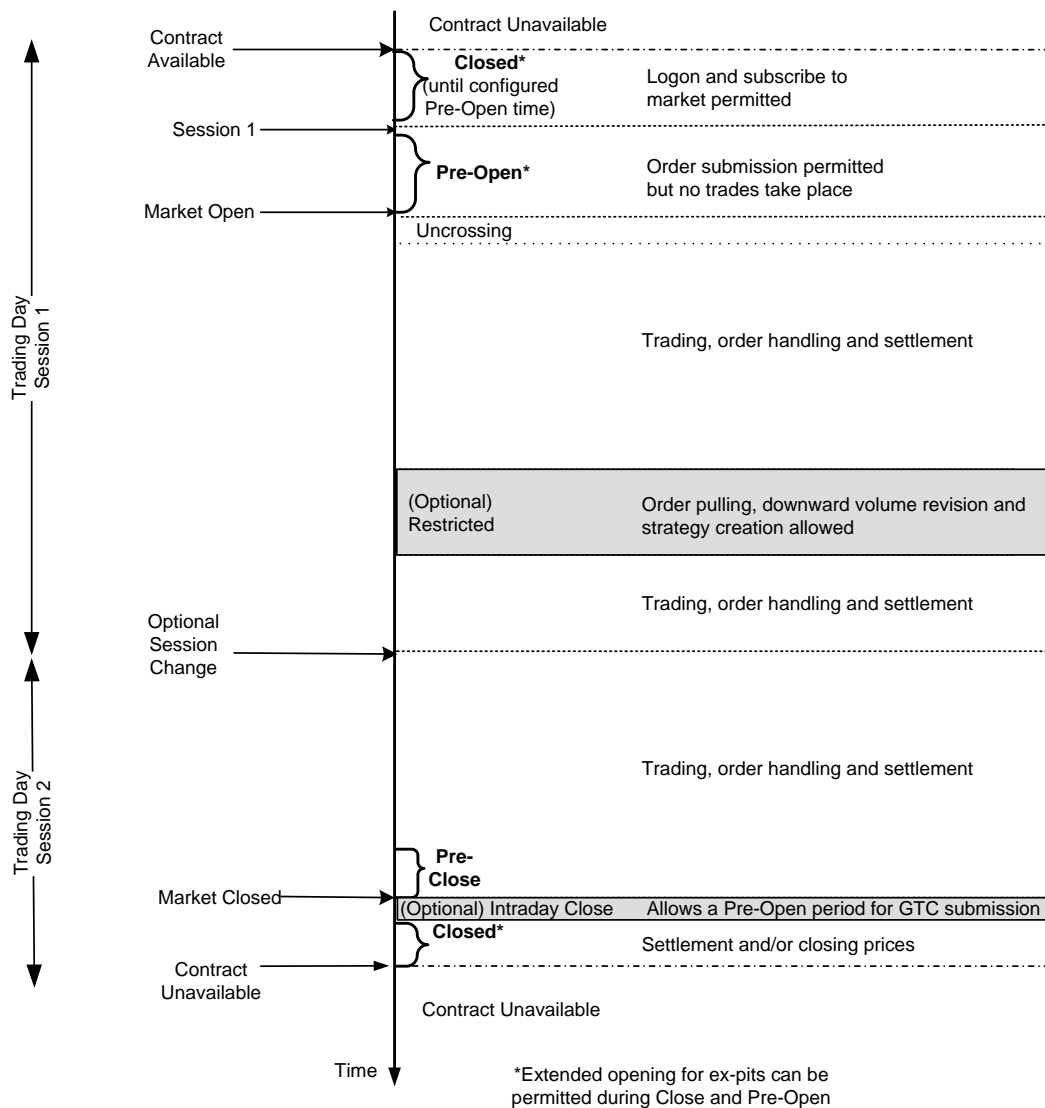 Contract Unavailable
Contract
Available
Closed*
(until configured
Pre-Open time)
Logon and subscribe to
market permitted
Session 1
Pre-Open*
Order submission permitted
but no trades take place
Market Open
Uncrossing
Trading Day
Session 1
Trading, order handling and settlement
(Optional)
Restricted
Order pulling, downward volume revision and
strategy creation allowed
Trading, order handling and settlement
Optional
Session
Change
Trading Day
Session 2
Trading, order handling and settlement
Pre-
Close
Market Closed
(Optional) Intraday Close
Allows a Pre-Open period for GTC submission
Closed*
Settlement and/or closing prices
Contract
Unavailable
Contract Unavailable
Time
*Extended opening for ex-pits can be
permitted during Close and Pre-Open